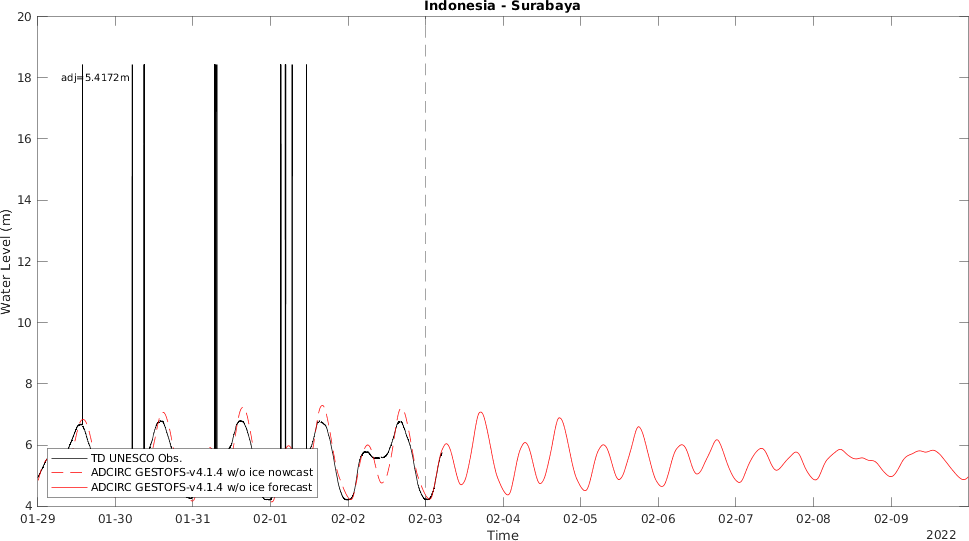 Indonesia - Surabaya
20
18
16
14
12
10
8
6
4
Water Level (m)
adj=5.4172m
TD UNESCO Obs.
ADCIRC GESTOFS-v4.1.4 w/o ice nowcast
ADCIRC GESTOFS-v4.1.4 w/o ice forecast
01-29 01-30 01-31 02-01 02-02 02-03 02-04 02-05 02-06 02-07 02-08 02-09
Time
2022